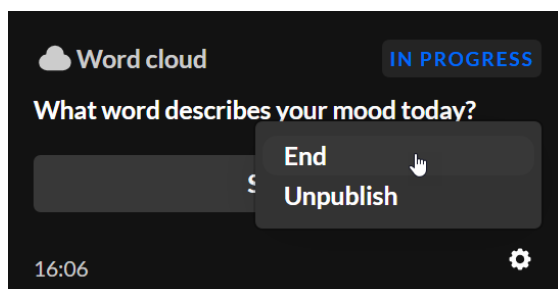 Word cloud
IN PROGRESS
What word describes your mood today?
End
Unpublish
16:06